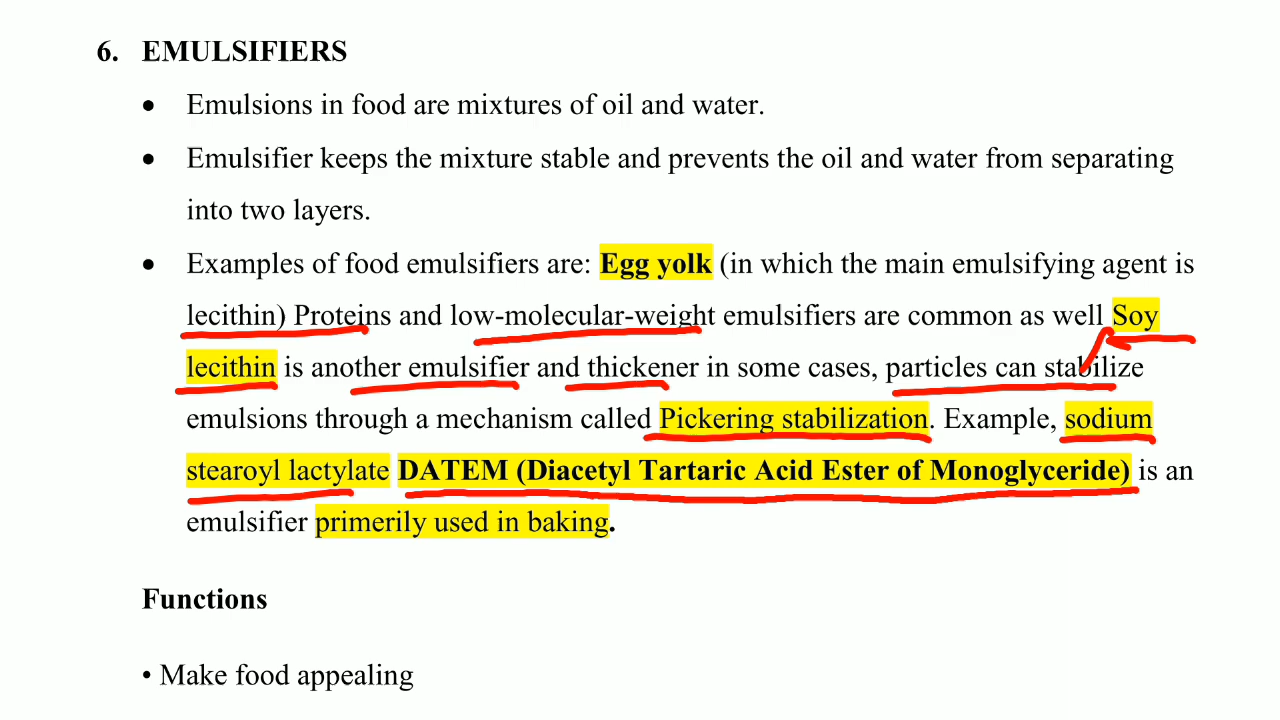 6. EMULSIFIERS
• Emulsions in food are mixtures of oil and water.
• Emulsifier keeps the mixture stable and prevents the oil and water from separating
into two layers.
• Examples of food emulsifiers are: Egg yolk (in which the main emulsifying agent is
lecithin) Proteins and low-molecular-weight emulsifiers are common as well Soy
lecithin is another emulsifier and thickener in some cases, particles can stabilize
emulsions through a mechanism called Pickering stabilization. Example, sodium
stearoyl lactylate DATEM (Diacetyl Tartaric Acid Ester of Monoglyceride) is an
emulsifier primerily used in baking.
Functions
• Make food appealing